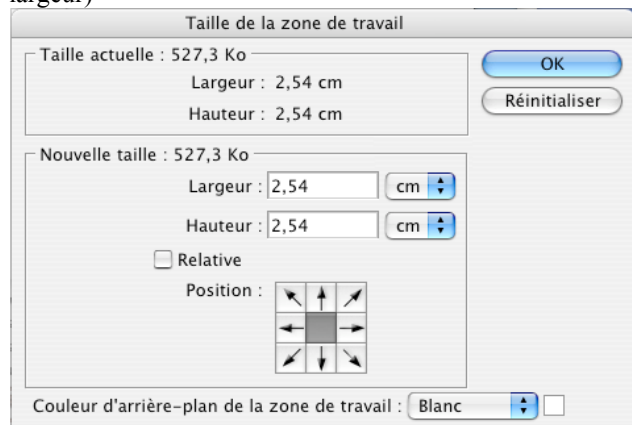 largeur)
Taille de la zone de travail
Taille actuelle : 527,3 Ko
Largeur : 2,54 cm
Hauteur : 2,54 cm
OK
Réinitialiser
Nouvelle taille : 527,3 Ko
Largeur : 2,54 cm
Hauteur : 2,54 cm
Relative
Position :
Couleur d'arrière-plan de la zone de travail : Blanc